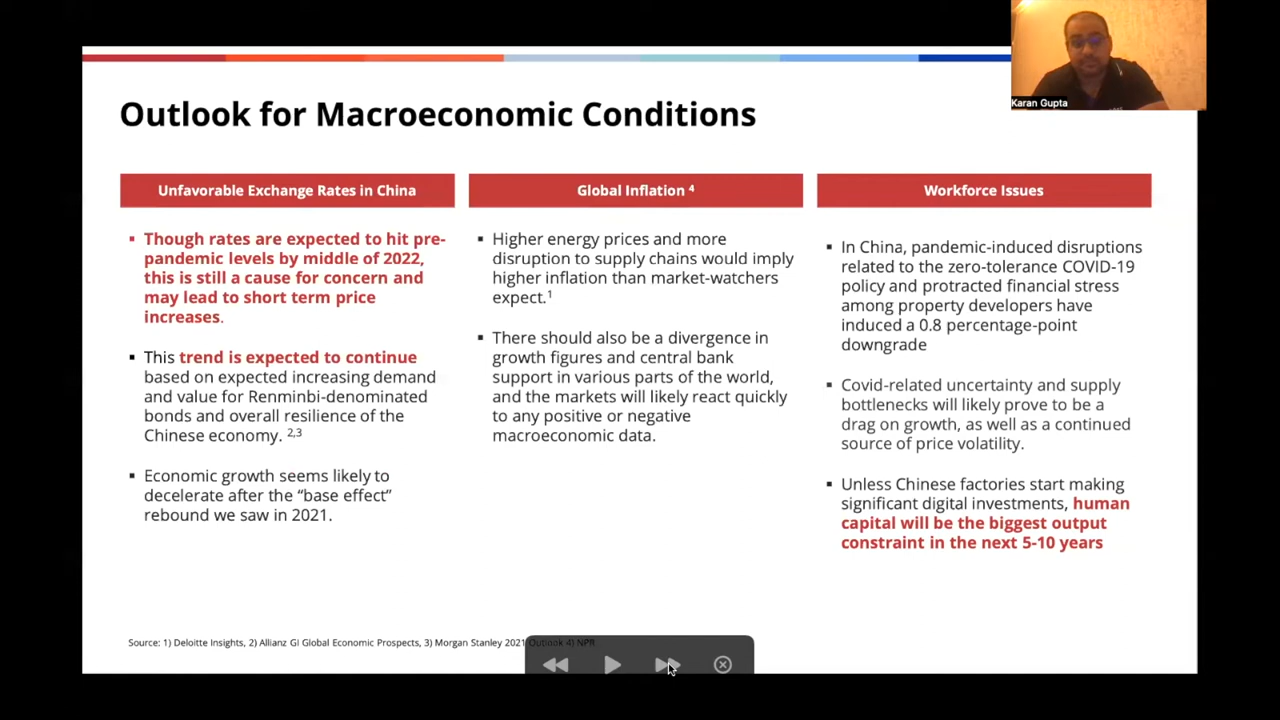 Karan Gupta
Outlook for Macroeconomic Conditions
Unfavorable Exchange Rates in China
▪ Though rates are expected to hit pre-
pandemic levels by middle of 2022,
this is still a cause for concern and
may lead to short term price
increases.
▪ This trend is expected to continue
based on expected increasing demand
and value for Renminbi-denominated
bonds and overall resilience of the
Chinese economy. 2,3
▪ Economic growth seems likely to
decelerate after the “base effect”
rebound we saw in 2021.
Global Inflation 4
▪ Higher energy prices and more
disruption to supply chains would imply
higher inflation than market-watchers
expect.1
▪ There should also be a divergence in
growth figures and central bank
support in various parts of the world,
and the markets will likely react quickly
to any positive or negative
macroeconomic data.
Workforce Issues
▪ In China, pandemic-induced disruptions
related to the zero-tolerance COVID-19
policy and protracted financial stress
among property developers have
induced a 0.8 percentage-point
downgrade
▪ Covid-related uncertainty and supply
bottlenecks will likely prove to be a
drag on growth, as well as a continued
source of price volatility.
▪ Unless Chinese factories start making
significant digital investments, human
capital will be the biggest output
constraint in the next 5-10 years
Source: 1) Deloitte Insights, 2) Allianz GI Global Economic Prospects, 3) Morgan Stanley 2021 Outlook 4) NPR